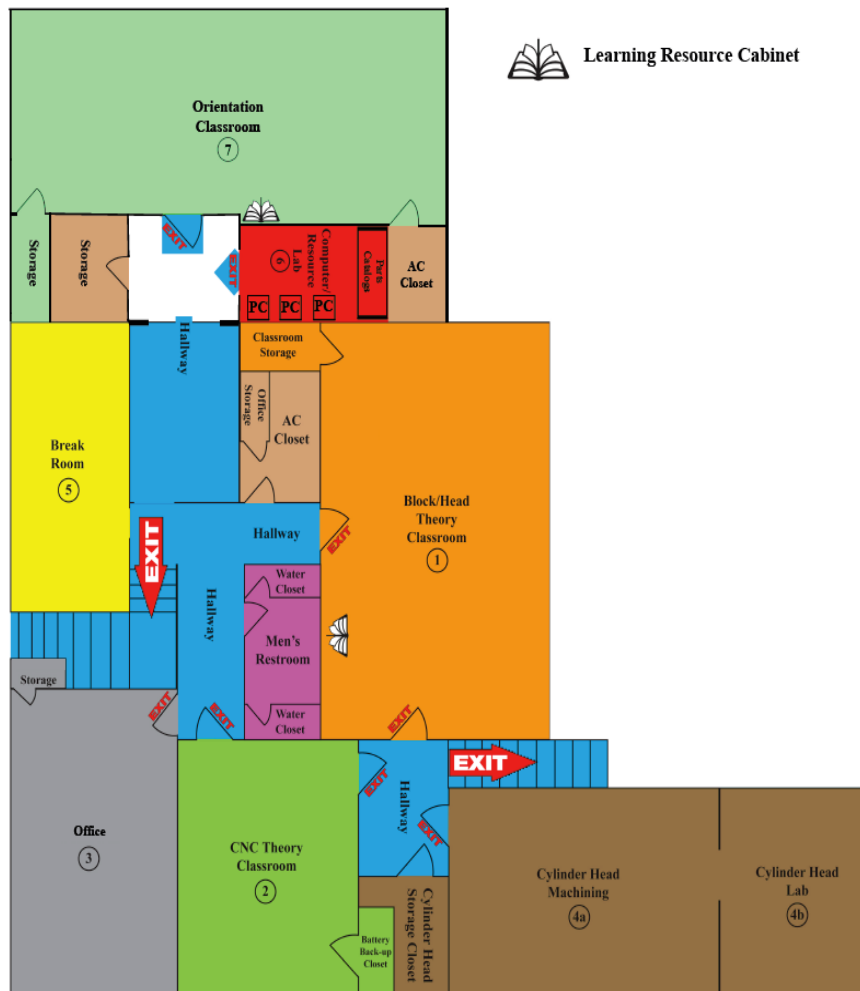 Learning Resource Cabinet
Orientation
Classroom
7
Storage
Storage
EXIT
EXIT
6
Computer/
Resource
Lab
Parts
Catalogs
AC
Closet
PC
PC
PC
Hallway
Classroom
Storage
Office
Storage
AC
Closet
Break
Room
5
Block/Head
Theory
Classroom
1
EXIT
Hallway
EXIT
Hallway
Water
Closet
Men's
Restroom
Water
Closet
Storage
EXIT
EXIT
EXIT
EXIT
EXIT
Hallway
EXIT
Office
3
CNC Theory
Classroom
2
Cylinder Head
Machining
4a
Cylinder Head
Lab
4b
Cylinder Head
Storage Closet
Battery
Back-up
Closet